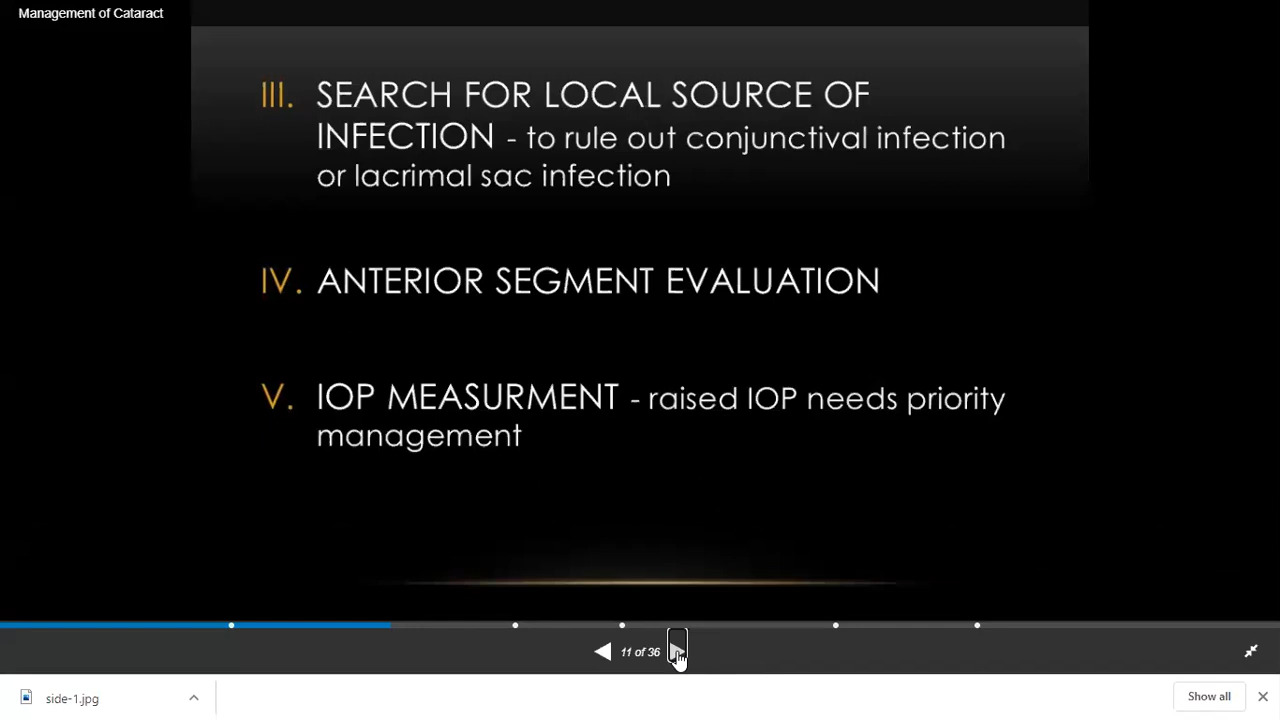 Management of Cataract
III. SEARCH FOR LOCAL SOURCE OF
INFECTION - to rule out conjunctival infection
or lacrimal sac infection
IV. ANTERIOR SEGMENT EVALUATION
V. IOP MEASURMENT - raised IOP needs priority
management
11 of 36
side-1.jpg
Show all